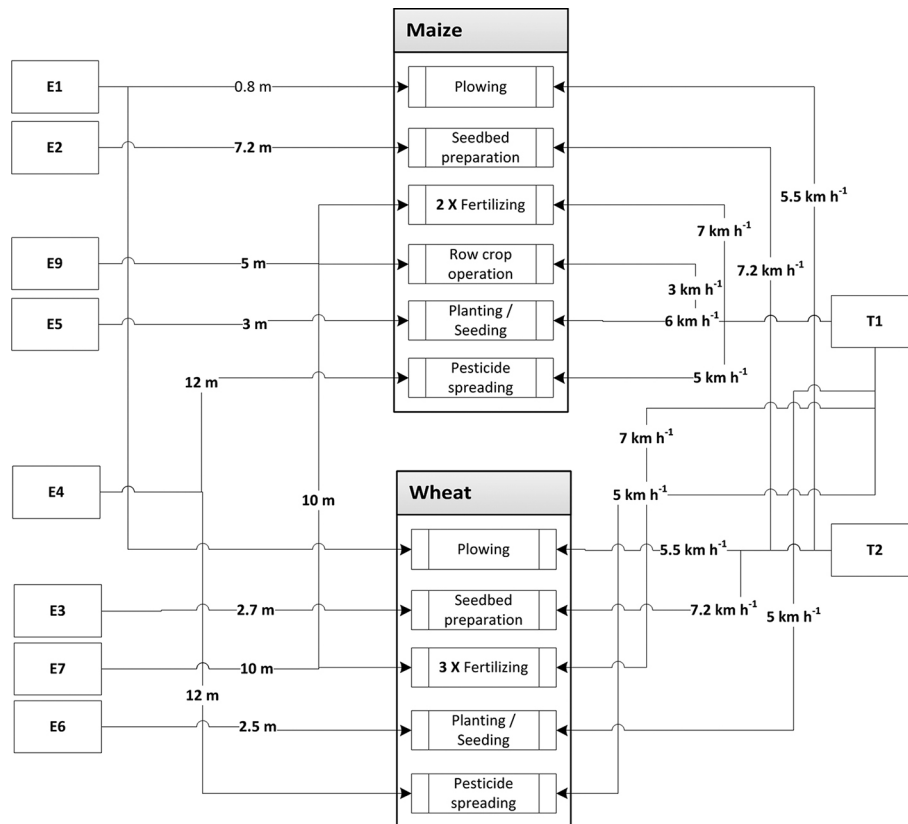 Maize
E1
0.8 m
Plowing
E2
7.2 m
Seedbed
preparation
5.5 km h⁻¹
2 X Fertilizing
7 km h⁻¹
E9
5 m
Row crop
operation
7.2 km h⁻¹
3 km h⁻¹
E5
3 m
Planting /
Seeding
6 km h⁻¹
T1
12 m
Pesticide
spreading
5 km h⁻¹
7 km h⁻¹
E4
10 m
Wheat
5 km h⁻¹
Plowing
5.5 km h⁻¹
T2
E3
2.7 m
Seedbed
preparation
7.2 km h⁻¹
5 km h⁻¹
E7
10 m
3 X Fertilizing
12 m
E6
2.5 m
Planting /
Seeding
Pesticide
spreading